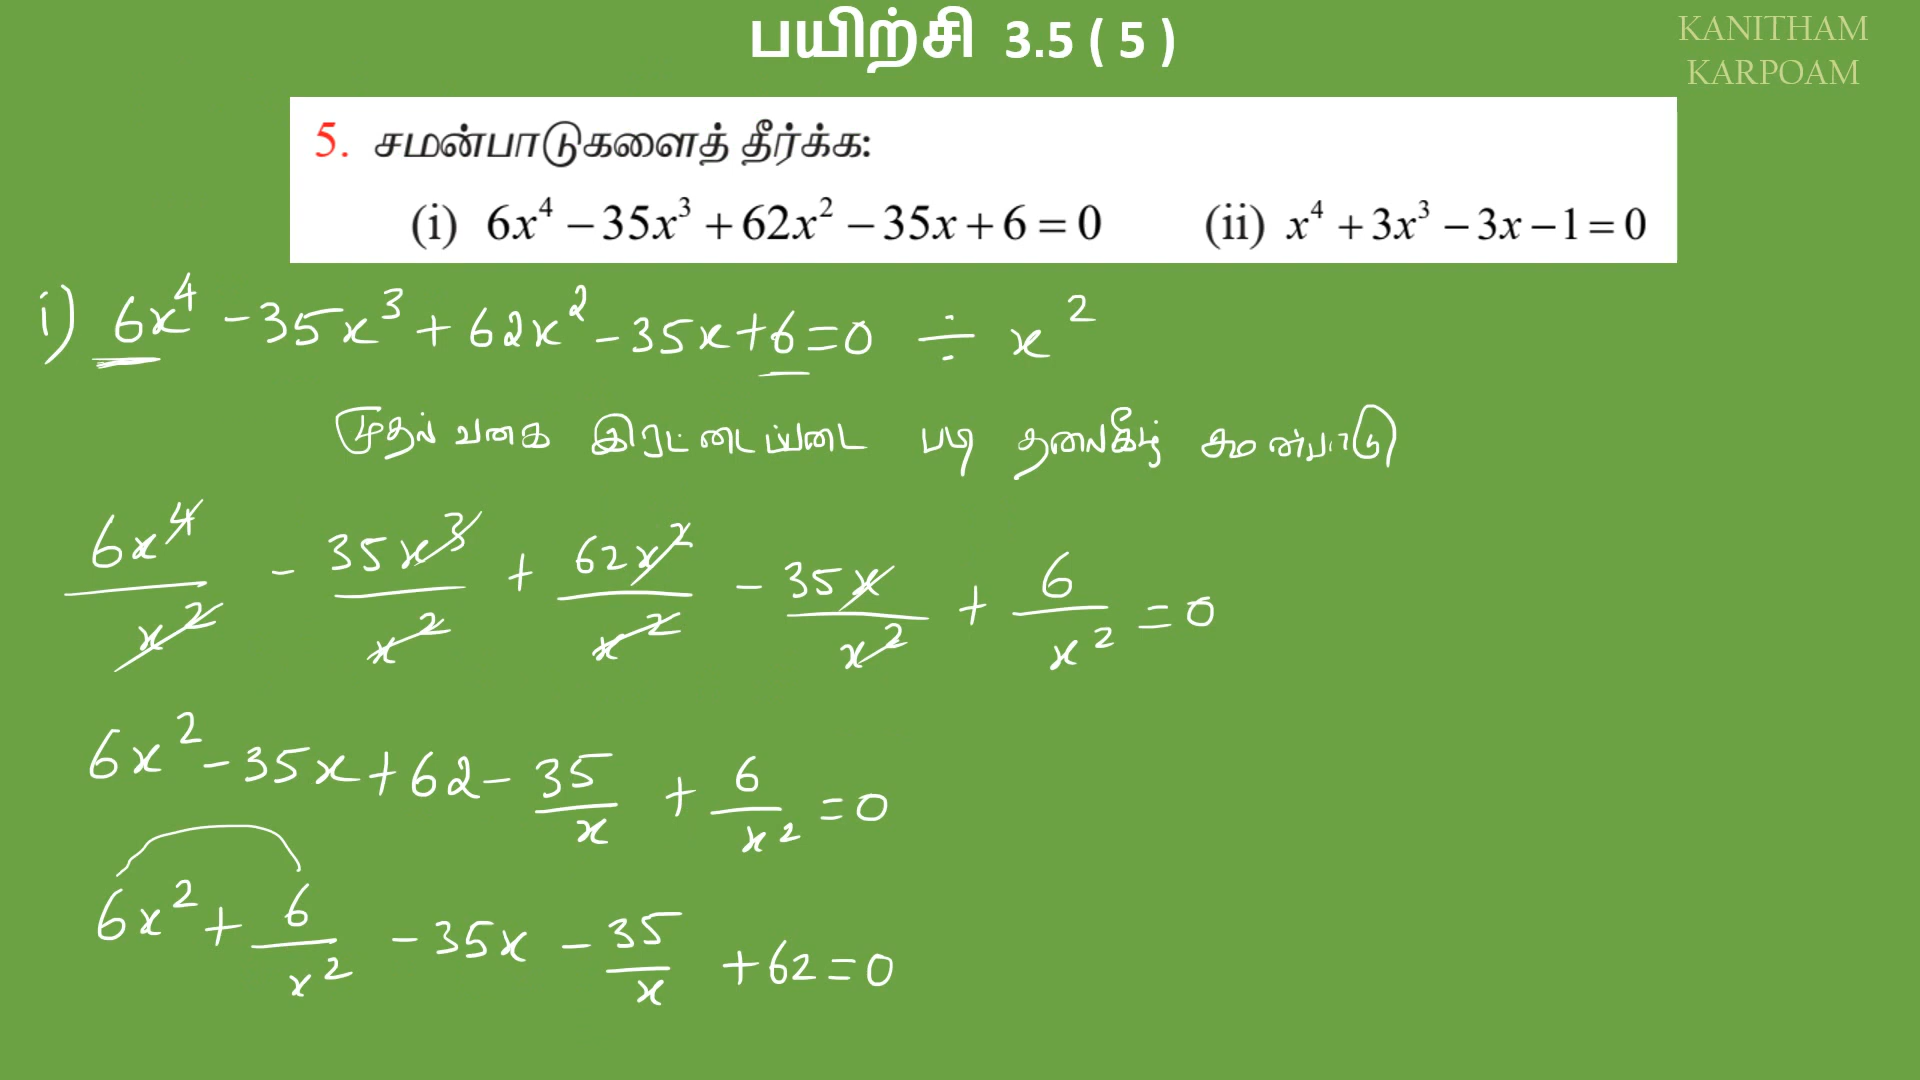 பயிற்சி 3.5 ( 5 )
KANITHAM
KARPOAM
5. சமன்பாடுகளைத் தீர்க்க:
(i) 6x⁴ − 35x³ + 62x² − 35x + 6 = 0 (ii) x⁴ + 3x³ − 3x − 1 = 0
i) 6x⁴ − 35x³ + 62x² − 35x + 6 = 0 ÷ x²
முதல் வகை இரட்டைப்படை படி தலைகீழ் சமன்பாடு
6x⁴/x² − 35x³/x² + 62x²/x² − 35x/x² + 6/x² = 0
6x² − 35x + 62 − 35/x + 6/x² = 0
6x² + 6/x² − 35x − 35/x + 62 = 0